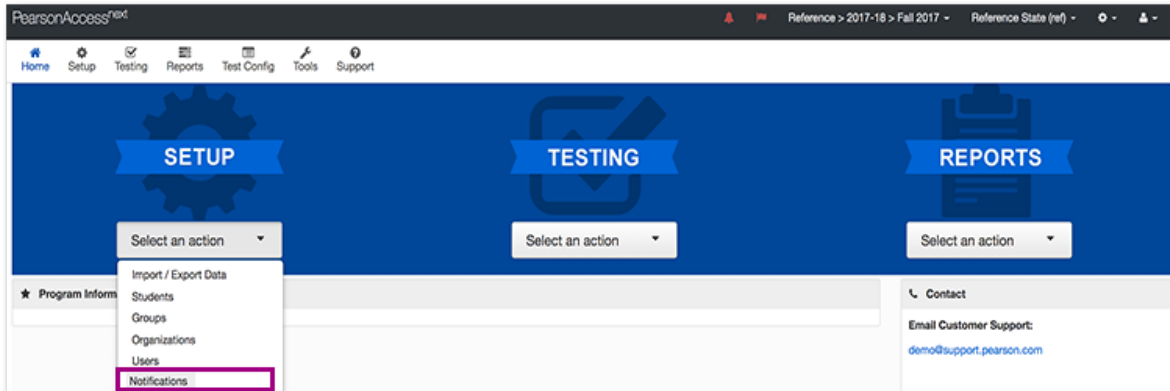 PearsonAccessnext
Reference > 2017-18 > Fall 2017
Reference State (ref)
Home
Setup
Testing
Reports
Test Config
Tools
Support
SETUP
TESTING
REPORTS
Select an action
Select an action
Select an action
Import / Export Data
Students
Groups
Organizations
Users
Notifications
Program Inform
Contact
Email Customer Support:
demo@support.pearson.com